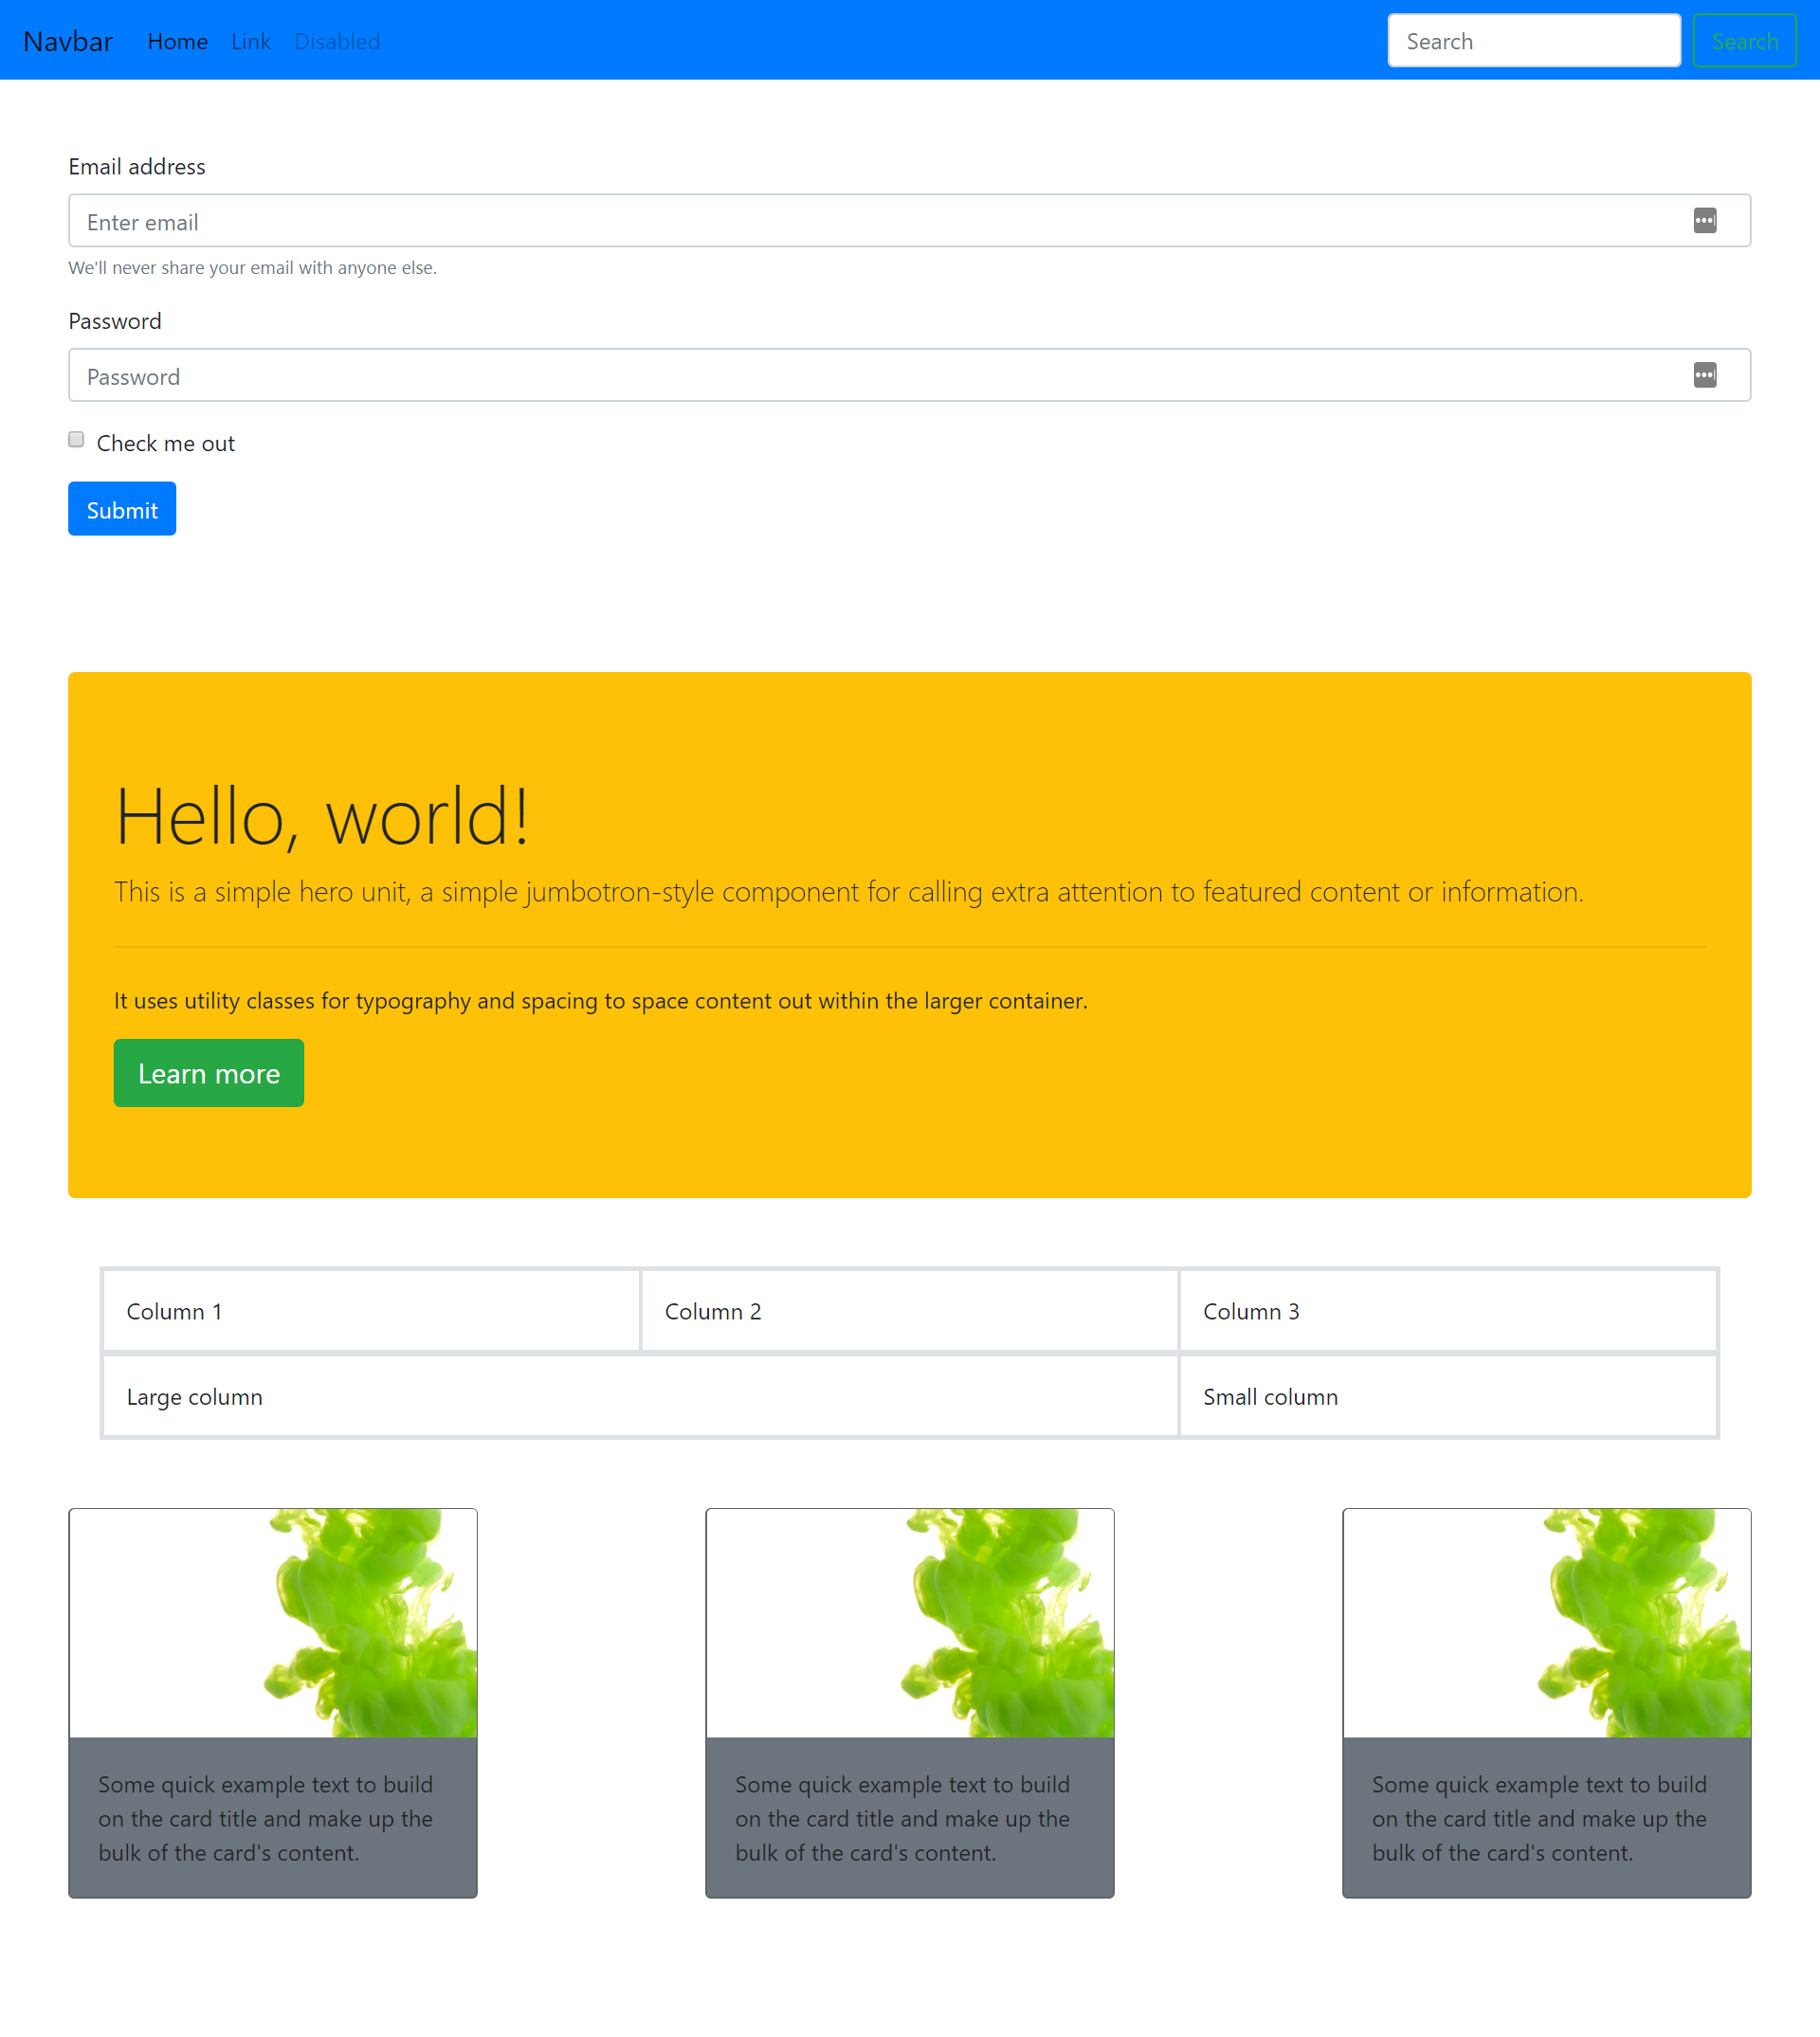 Navbar Home Link Disabled Search Search
Email address
Enter email
We'll never share your email with anyone else.
Password
Password
Check me out
Submit
Hello, world!
This is a simple hero unit, a simple jumbotron-style component for calling extra attention to featured content or information.
It uses utility classes for typography and spacing to space content out within the larger container.
Learn more
Column 1 Column 2 Column 3
Large column Small column
Some quick example text to build
on the card title and make up the
bulk of the card's content.
Some quick example text to build
on the card title and make up the
bulk of the card's content.
Some quick example text to build
on the card title and make up the
bulk of the card's content.